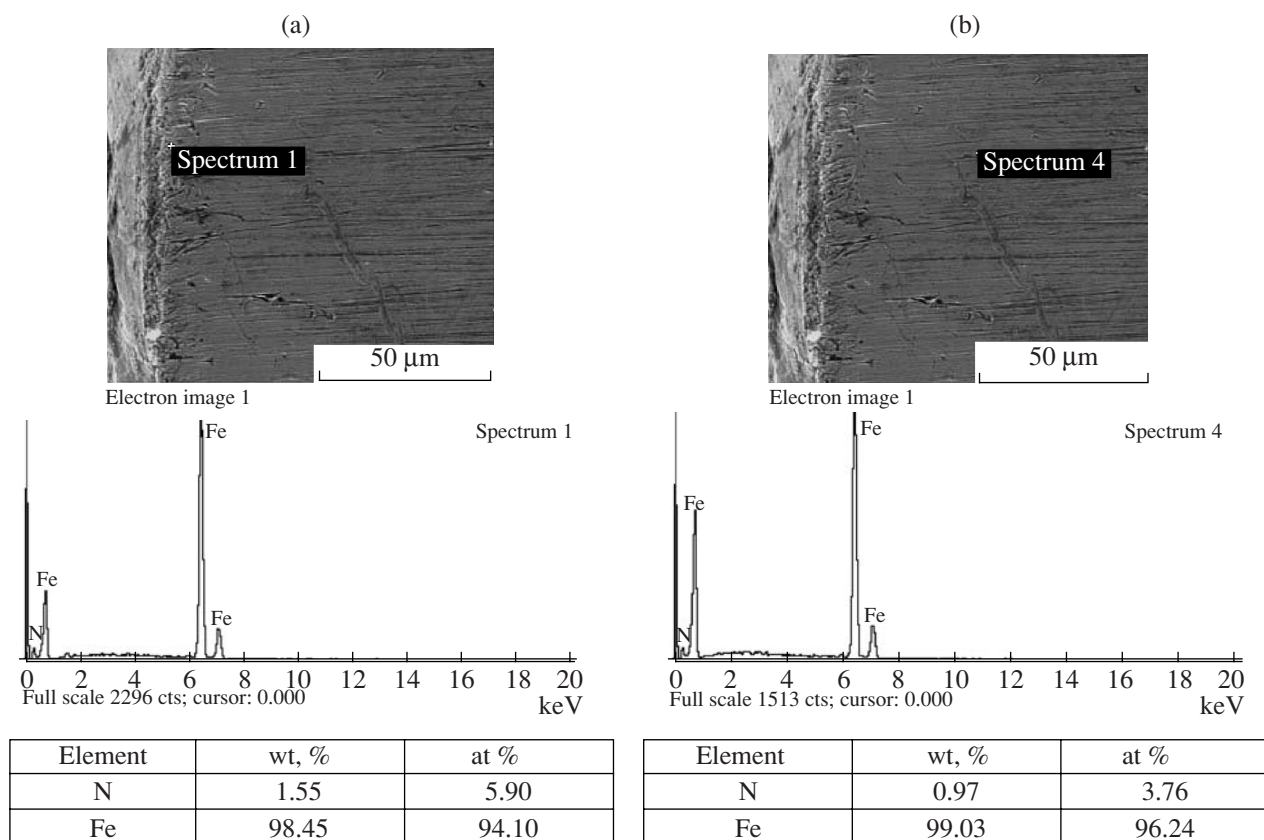 (a)
Spectrum 1
50 μm
Electron image 1
Fe
Spectrum 1
Fe
Fe
N
0 2 4 6 8 10 12 14 16 18 20
Full scale 2296 cts; cursor: 0.000
keV
Element wt, % at %
N 1.55 5.90
Fe 98.45 94.10
(b)
Spectrum 4
50 μm
Electron image 1
Fe
Spectrum 4
Fe
Fe
N
0 2 4 6 8 10 12 14 16 18 20
Full scale 1513 cts; cursor: 0.000
keV
Element wt, % at %
N 0.97 3.76
Fe 99.03 96.24